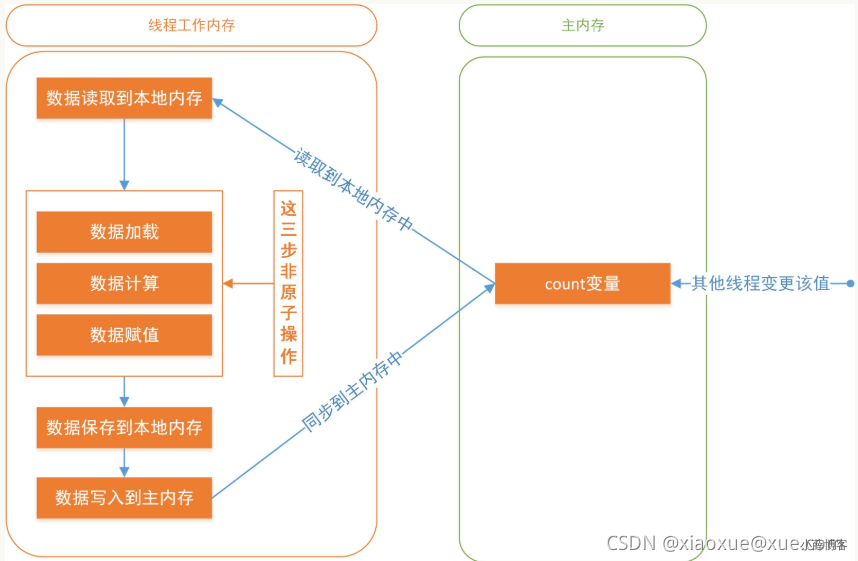 线程工作内存
主内存
数据读取到本地内存
读取到本地内存中
数据加载
数据计算
数据赋值
这三步非原子操作
count变量
其他线程变更该值
同步到主内存中
数据保存到本地内存
数据写入到主内存
CSDN @xiaoxue@xue